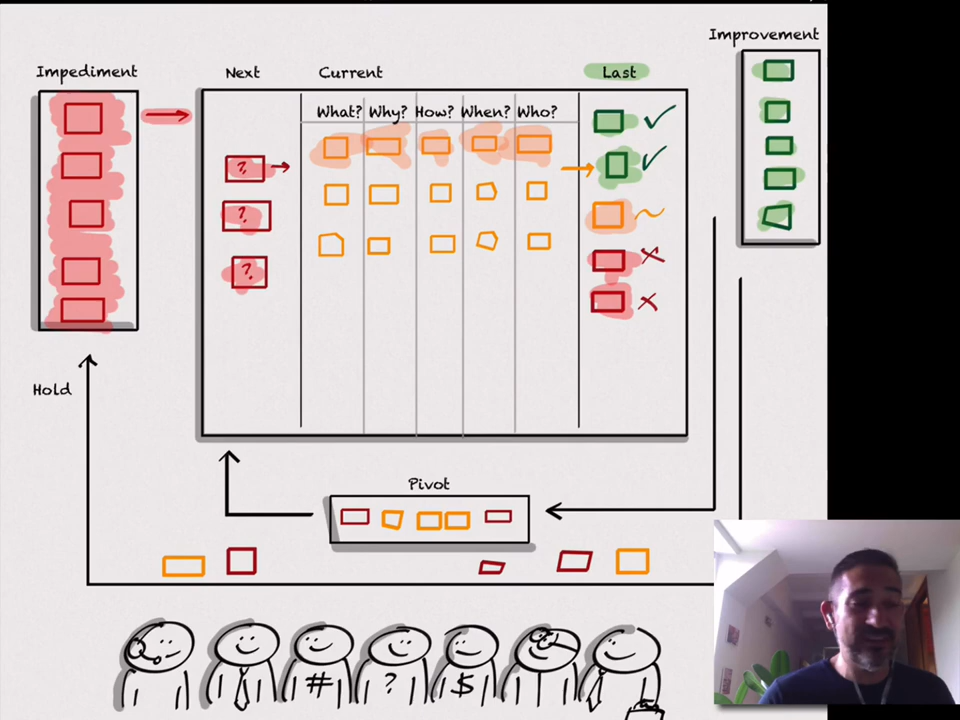 Improvement
Impediment
Next
Current
Last
What? Why? How? When? Who?
?
?
?
Hold
Pivot
# ? $